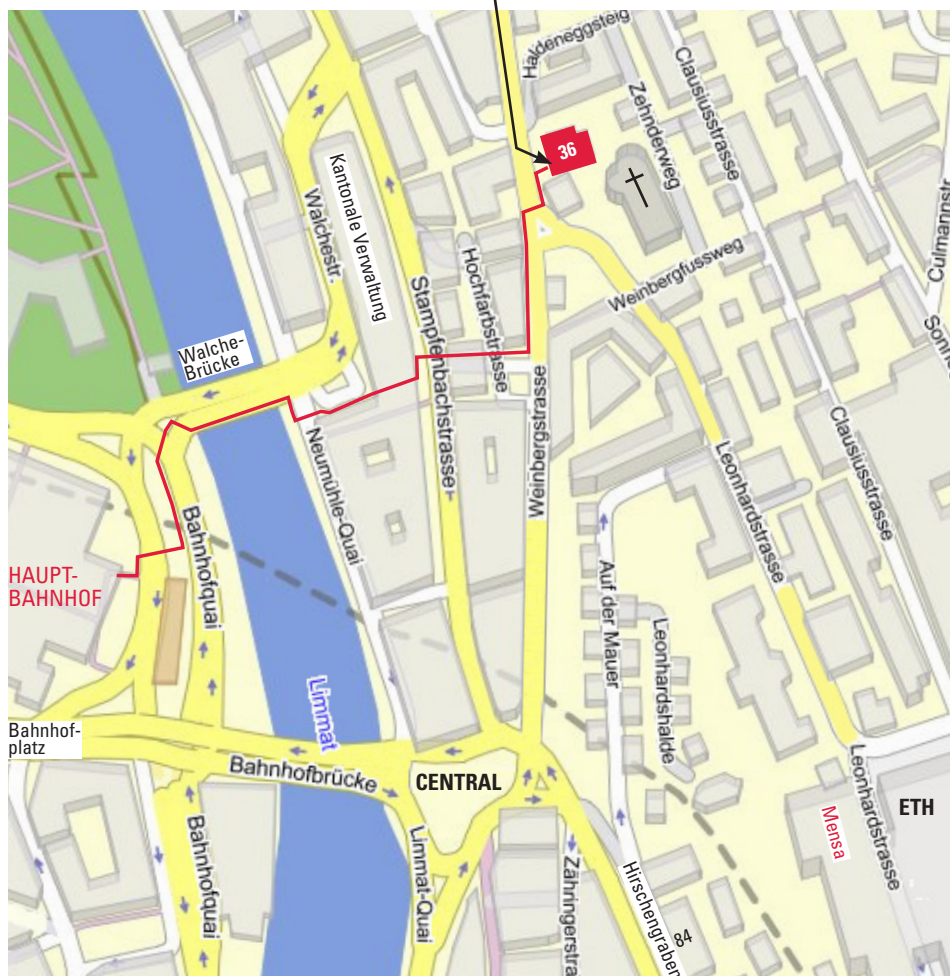 Haldeneggsteig
Clausiusstrasse
Zehnderweg
36
Culmannstr.
Kantonale Verwaltung
Walchestr.
Hochfarbstrasse
Stampfenbachstrasse
Weinbergfussweg
Walche-
Brücke
Weinbergstrasse
Neumühle-Quai
Clausiusstrasse
Leonhardstrasse
Bahnhofquai
HAUPT-
BAHNHOF
Auf der Mauer
Leonhardshalde
Limmat
Bahnhof-
platz
Bahnhofbrücke
CENTRAL
Leonhardstrasse
ETH
Mensa
Limmat-Quai
Bahnhofquai
Zähringerstra
Hirschengraben
84